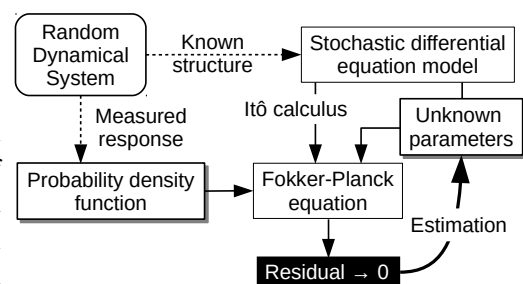 Random
Dynamical
System
Known
structure
Stochastic differential
equation model
Measured
response
Itô calculus
Unknown
parameters
Probability density
function
Fokker-Planck
equation
Estimation
Residual → 0